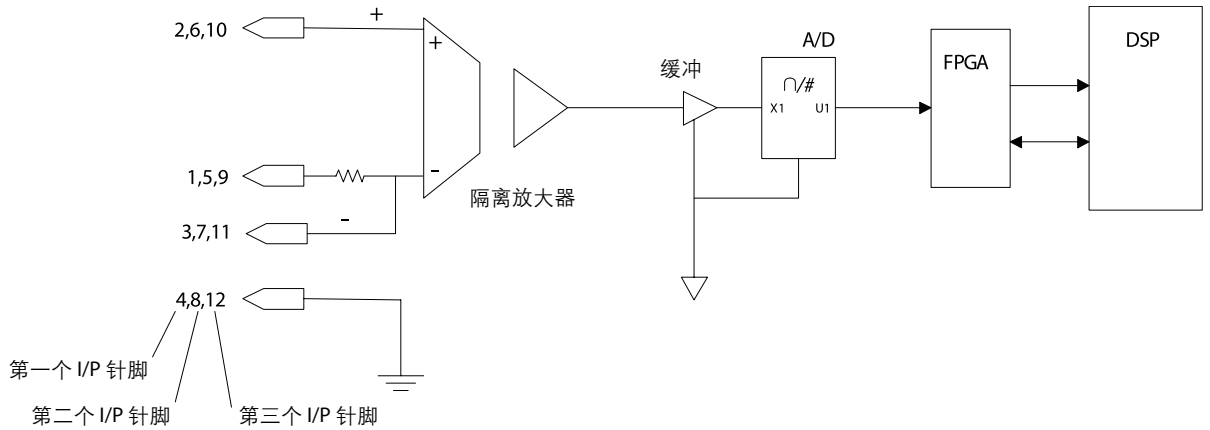 2,6,10
+
+
1,5,9
-
3,7,11
-
隔离放大器
缓冲
A/D
∩/#
X1 U1
FPGA
DSP
4,8,12
第一个 I/P 针脚
第二个 I/P 针脚
第三个 I/P 针脚